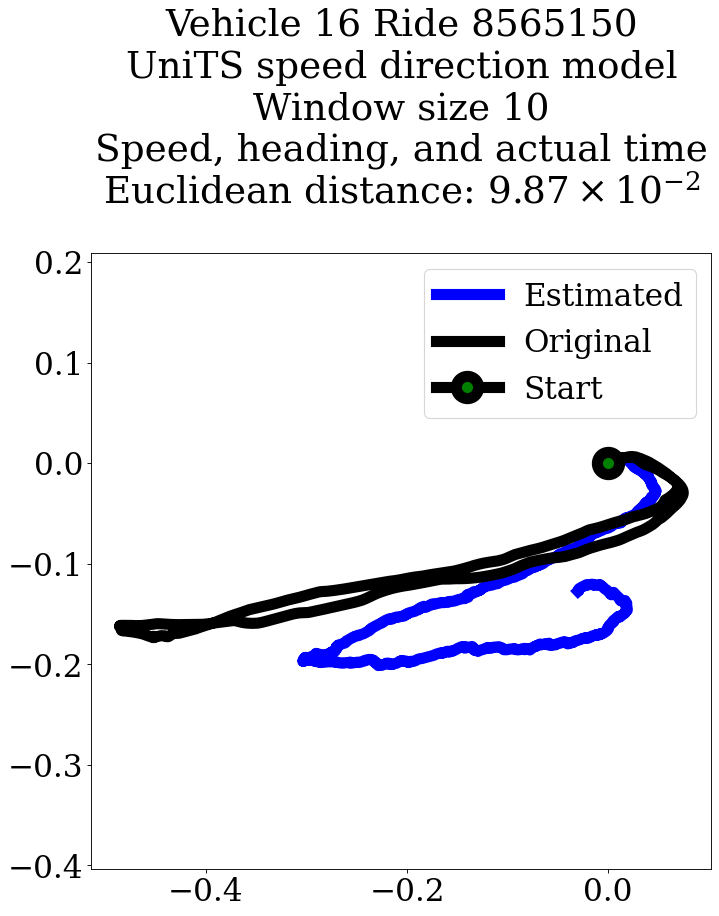 Vehicle 16 Ride 8565150
UniTS speed direction model
Window size 10
Speed, heading, and actual time
Euclidean distance: 9.87 × 10⁻²
0.2
Estimated
0.1
Original
Start
0.0
−0.1
−0.2
−0.3
−0.4
−0.4 −0.2 0.0